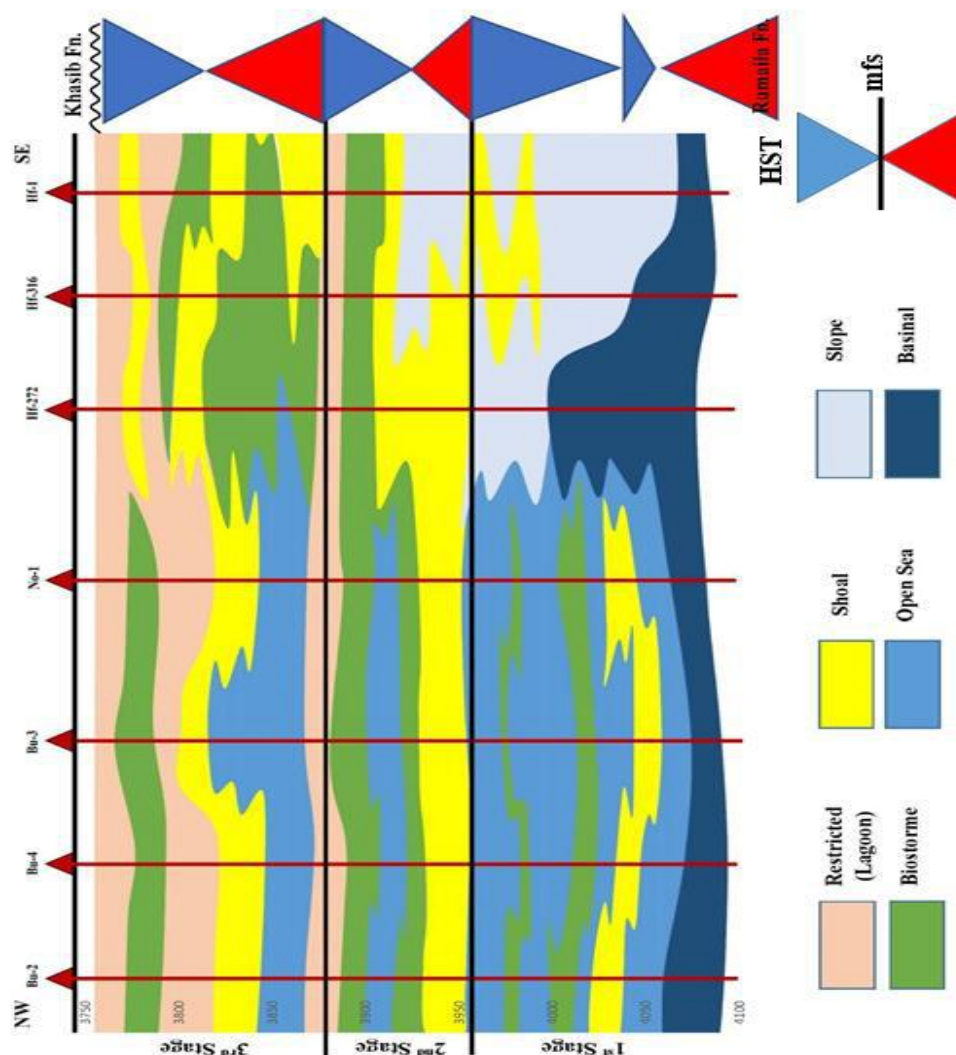 Khasib Fn.
Rumaila Fn.
NW
SE
Bu-2
Bu-4
Bu-3
No-1
Hf-272
Hf-316
Hf-1
3750
3800
3850
3900
3950
4000
4050
4100
3rd Stage
2nd Stage
1st Stage
HST
mfs
Restricted
(Lagoon)
Shoal
Slope
Biostorme
Open Sea
Basinal